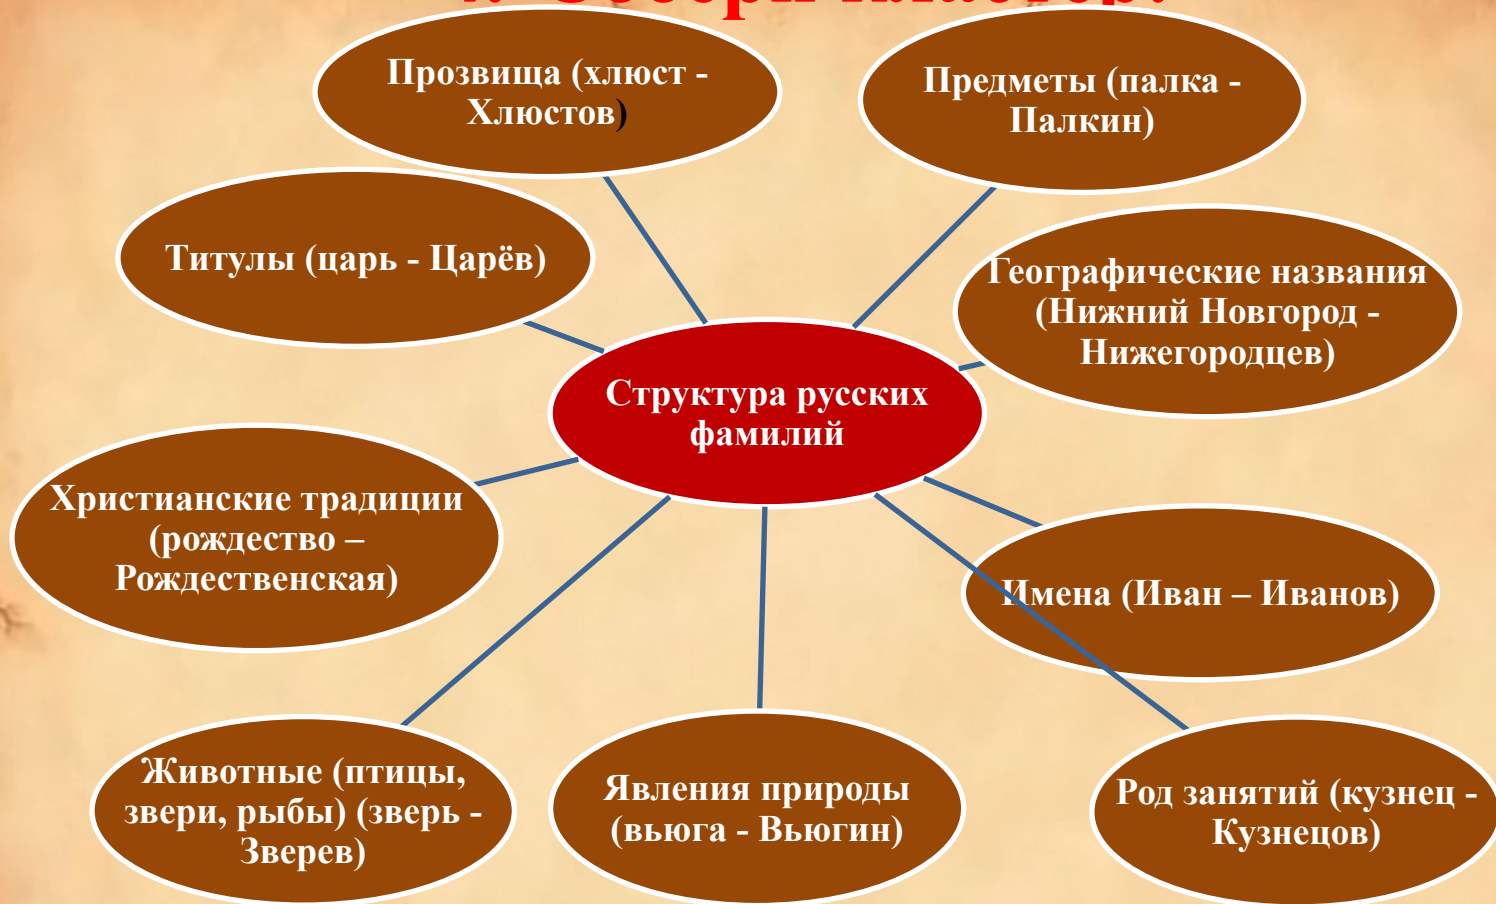 Прозвища (хлюст -
Хлюстов)
Предметы (палка -
Палкин)
Титулы (царь - Царёв)
Географические названия
(Нижний Новгород -
Нижегородцев)
Структура русских
фамилий
Христианские традиции
(рождество –
Рождественская)
Имена (Иван – Иванов)
Животные (птицы,
звери, рыбы) (зверь -
Зверев)
Явления природы
(вьюга - Вьюгин)
Род занятий (кузнец -
Кузнецов)